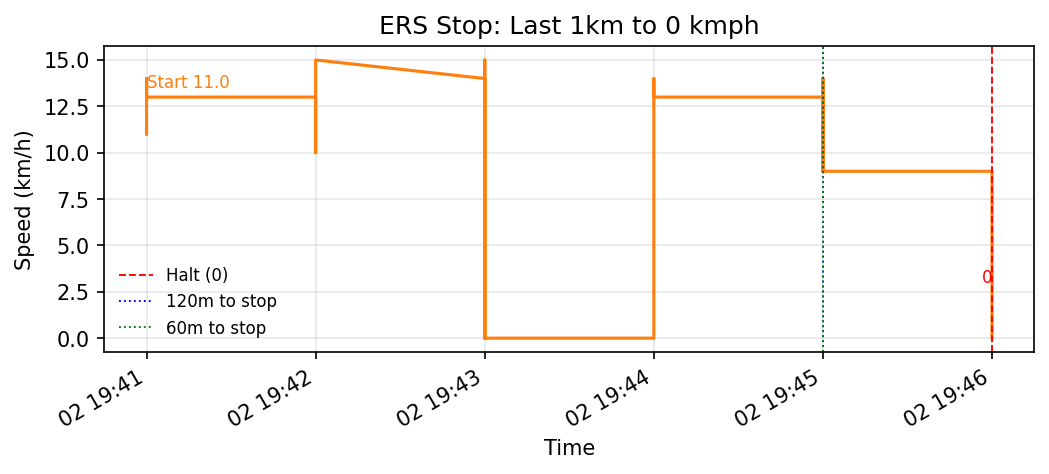 ERS Stop: Last 1km to 0 kmph
Speed (km/h)
15.0
12.5
10.0
7.5
5.0
2.5
0.0
Start 11.0
0
Halt (0)
120m to stop
60m to stop
02 19:41
02 19:42
02 19:43
02 19:44
02 19:45
02 19:46
Time